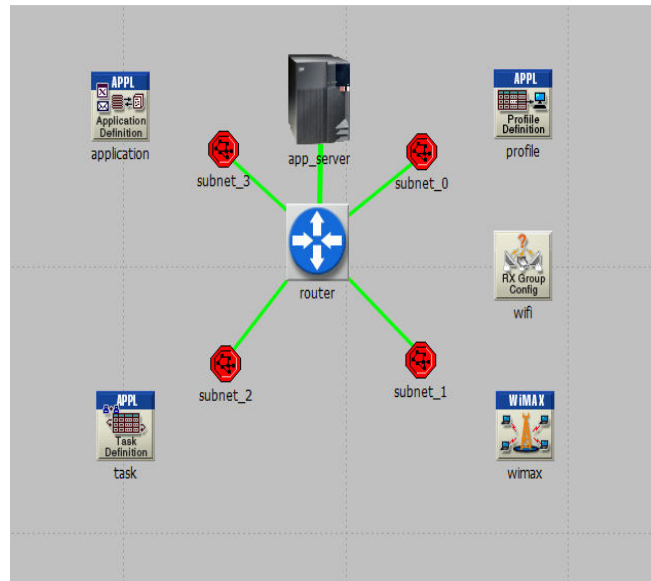 APPL
Application
Definition
application
app_server
APPL
Profile
Definition
profile
subnet_3
subnet_0
router
?
RX Group
Config
wifi
subnet_2
subnet_1
APPL
Task
Definition
task
WiMAX
wimax